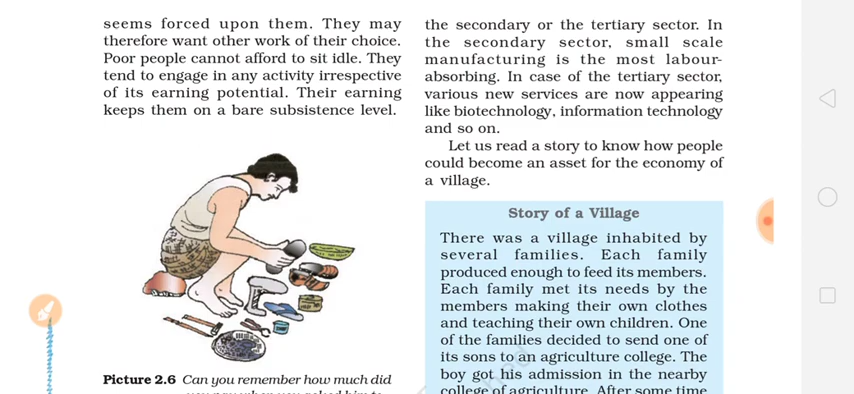 seems forced upon them. They may
therefore want other work of their choice.
Poor people cannot afford to sit idle. They
tend to engage in any activity irrespective
of its earning potential. Their earning
keeps them on a bare subsistence level.
Picture 2.6 Can you remember how much did
you pay when you asked him to
the secondary or the tertiary sector. In
the secondary sector, small scale
manufacturing is the most labour-
absorbing. In case of the tertiary sector,
various new services are now appearing
like biotechnology, information technology
and so on.
Let us read a story to know how people
could become an asset for the economy of
a village.
Story of a Village
There was a village inhabited by
several families. Each family
produced enough to feed its members.
Each family met its needs by the
members making their own clothes
and teaching their own children. One
of the families decided to send one of
its sons to an agriculture college. The
boy got his admission in the nearby
college of agriculture. After some time